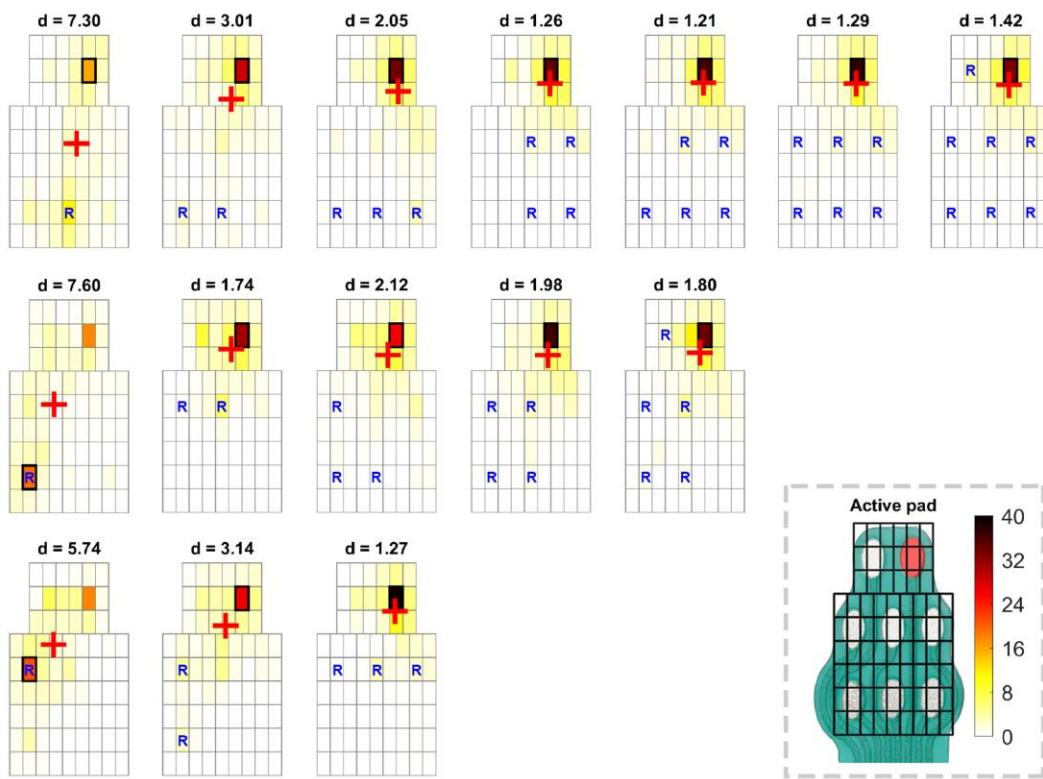 d = 7.30 d = 3.01 d = 2.05 d = 1.26 d = 1.21 d = 1.29 d = 1.42
R
R R R R R R R R R R
R R R R R R R R R R R R R R R R R
d = 7.60 d = 1.74 d = 2.12 d = 1.98 d = 1.80
R
R R R R R R R
R R R R R R R
d = 5.74 d = 3.14 d = 1.27
R R R R R
R
Active pad
40
32
24
16
8
0